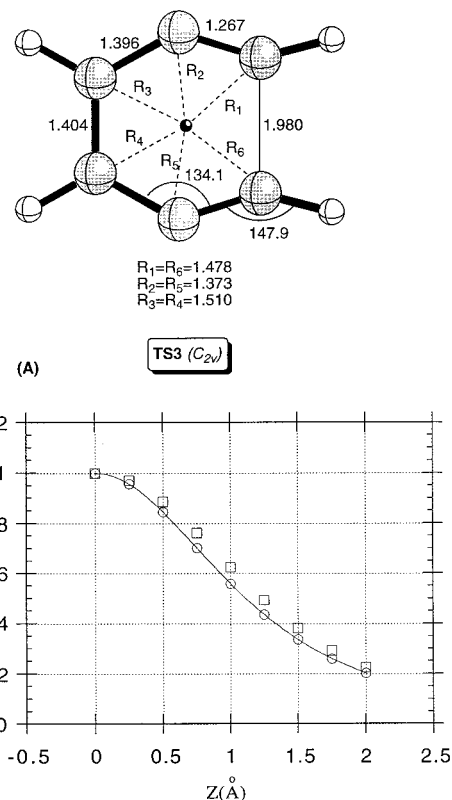 1.396
1.267
R2
R3
R1
1.404
1.980
R4
R6
R5
134.1
147.9
R1=R6=1.478
R2=R5=1.373
R3=R4=1.510
TS3 (C2v)
(A)
2
1
8
6
4
2
0
-0.5 0 0.5 1 1.5 2 2.5
Z(Å)